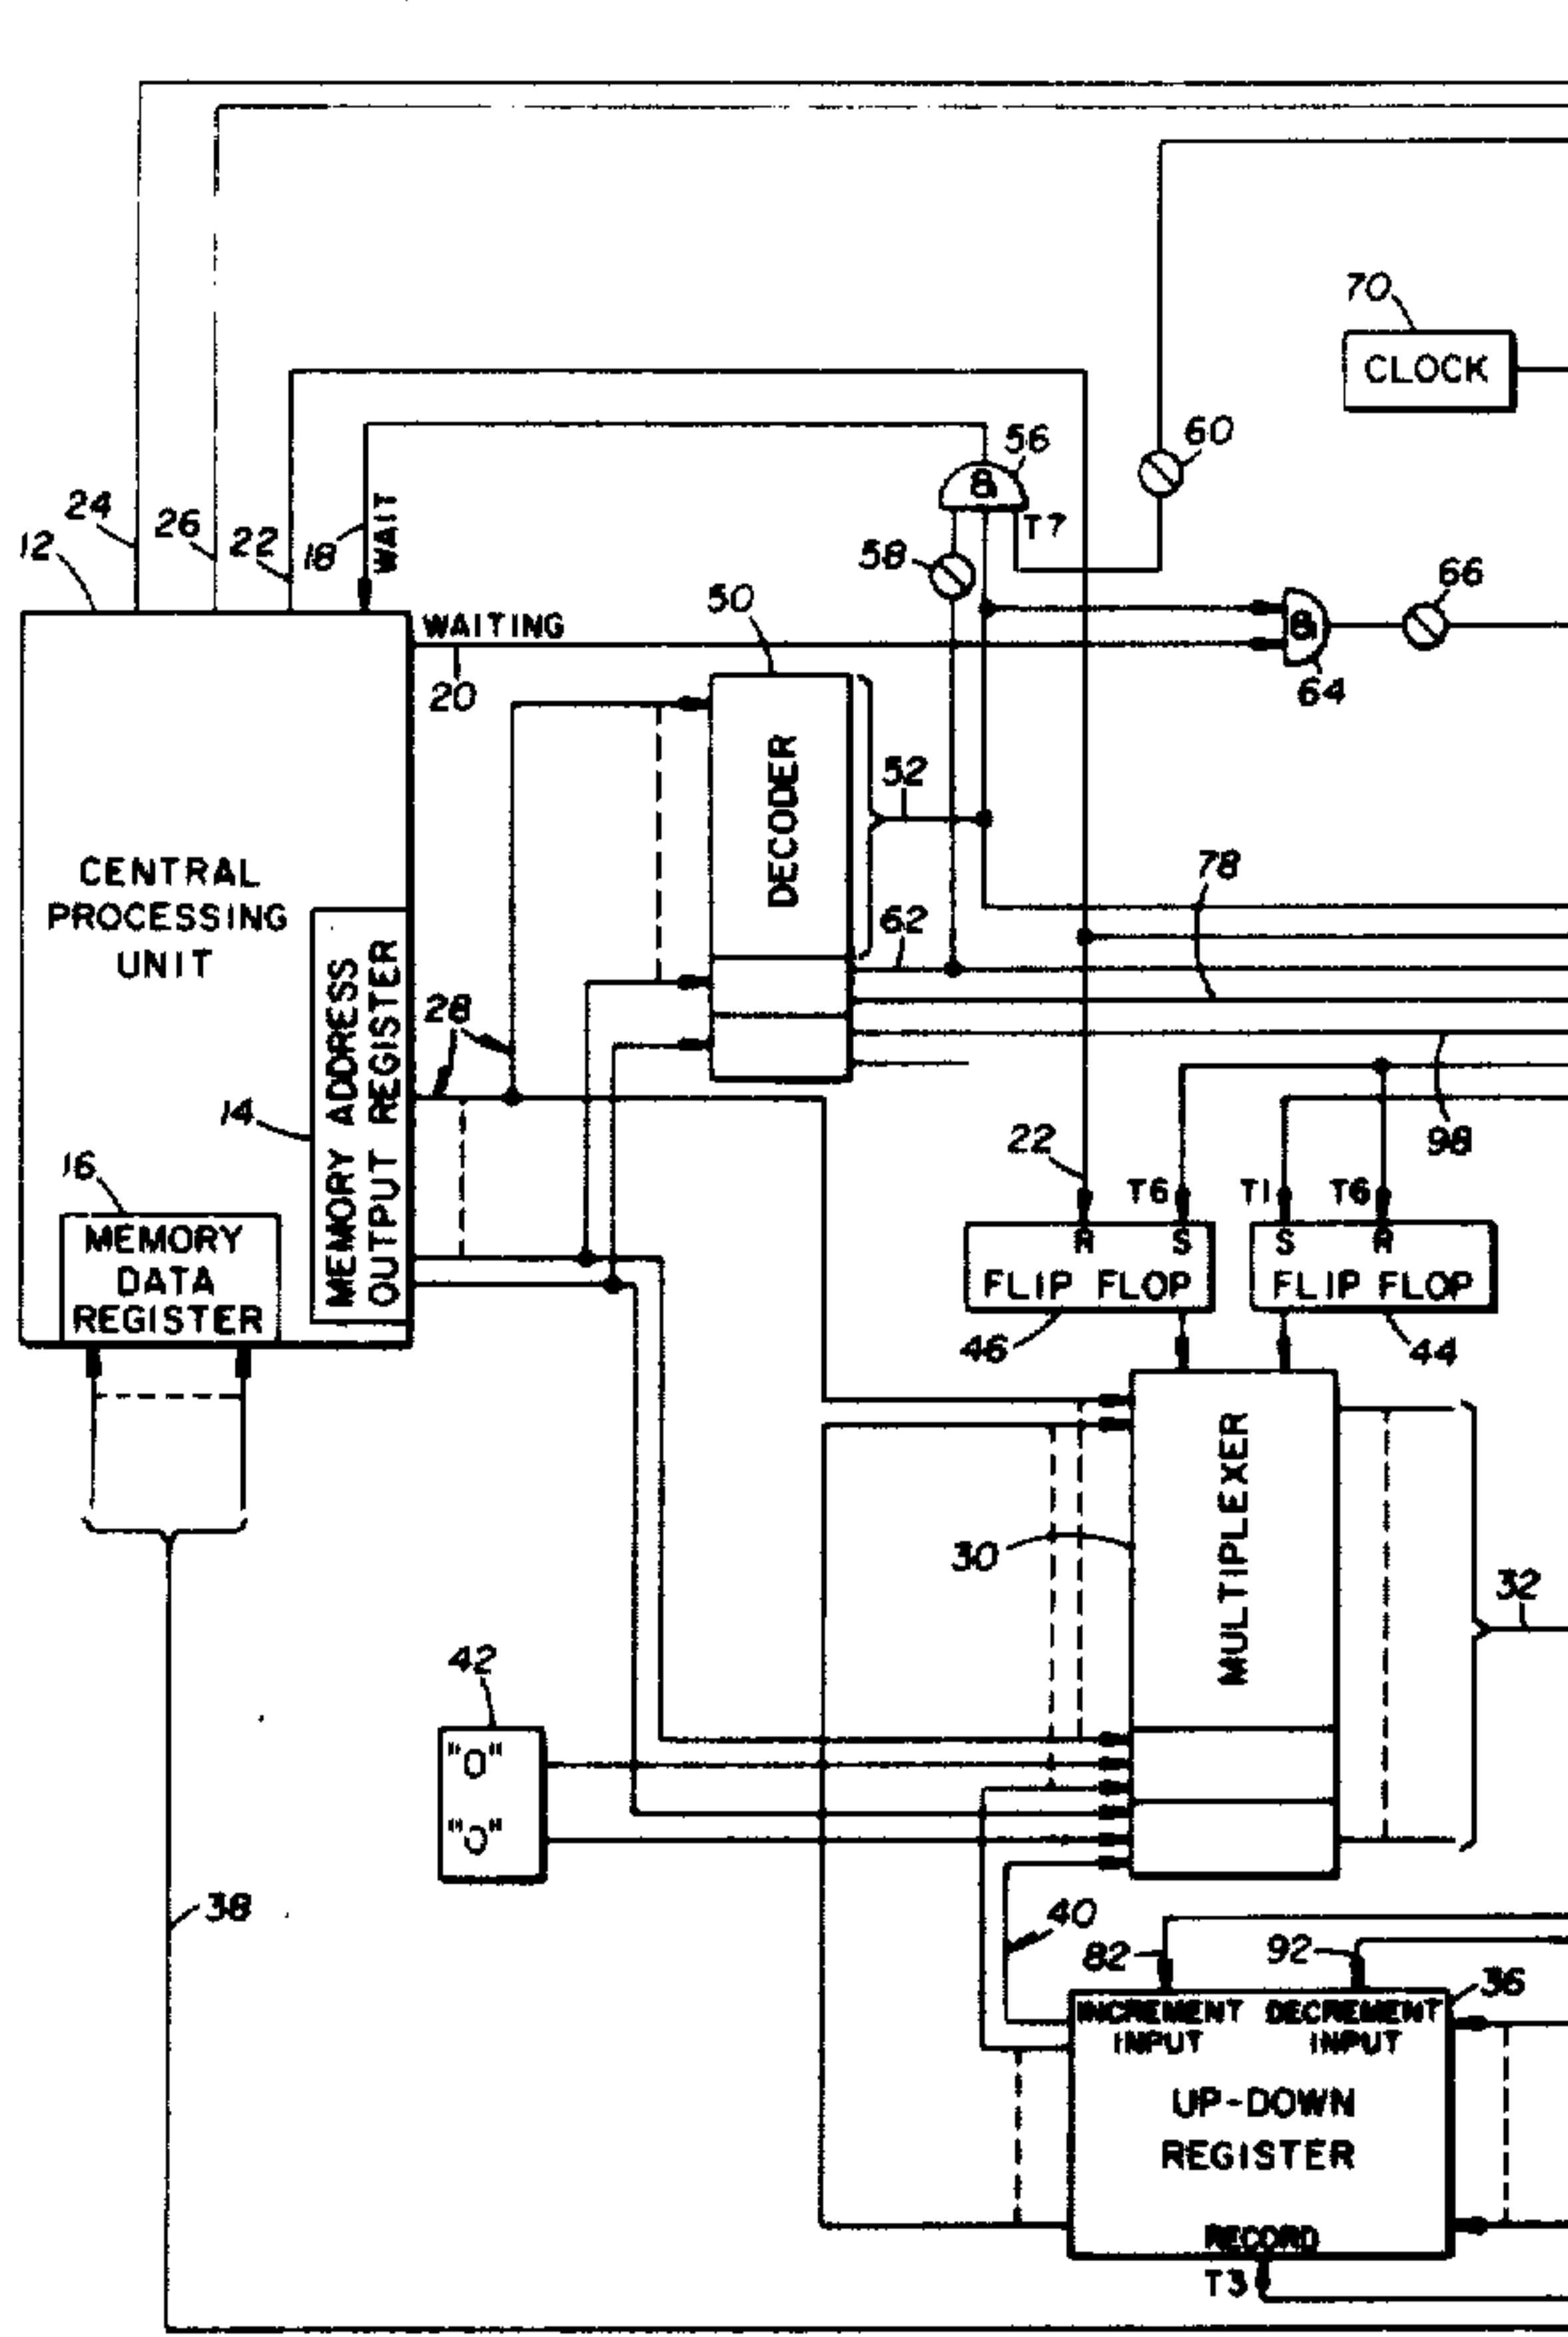 70
CLOCK
60
56
&
T7
24
26
22
18
WAIT
12
58
66
50
&
64
WAITING
20
DECODER
52
78
62
CENTRAL
PROCESSING
UNIT
28
MEMORY ADDRESS
OUTPUT REGISTER
14
98
22
16
T6
T1
T6
R
S
S
R
MEMORY
DATA
REGISTER
FLIP FLOP
FLIP FLOP
46
44
MULTIPLEXER
30
32
42
"0"
"0"
38
40
82
92
36
INCREMENT
INPUT
DECREMENT
INPUT
UP-DOWN
REGISTER
RECORD
T3